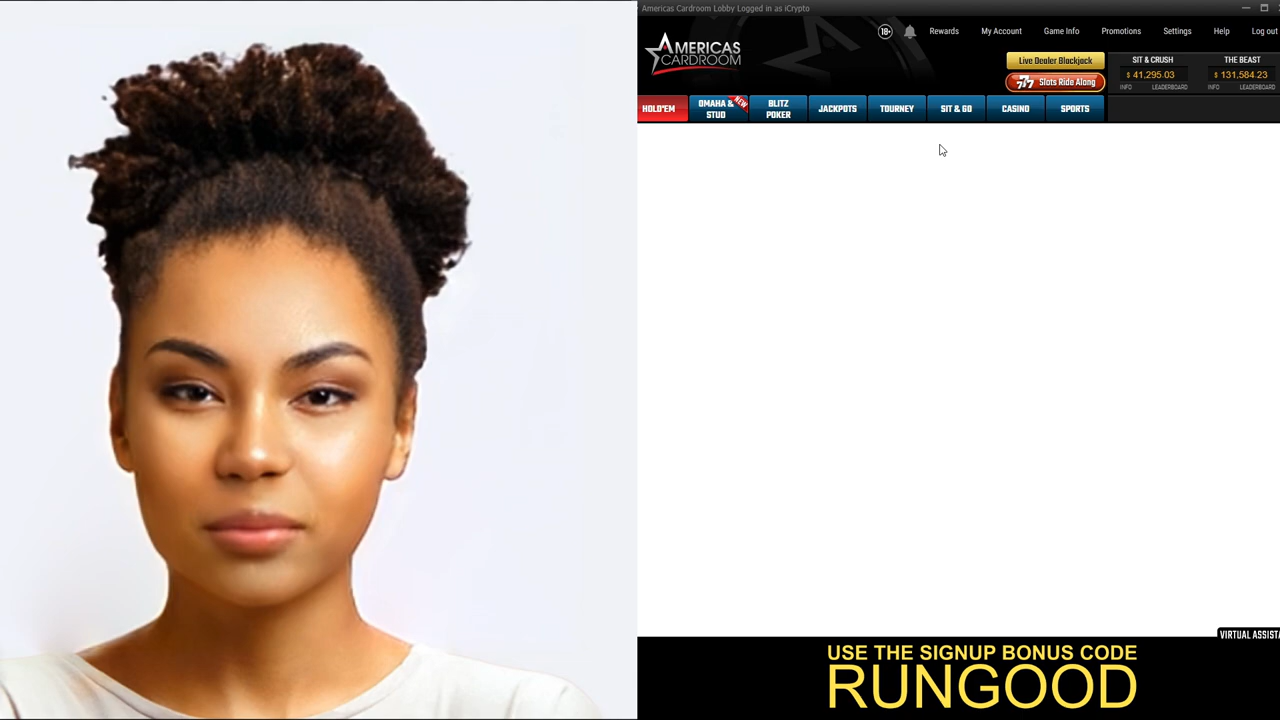 Americas Cardroom Lobby Logged in as iCrypto
18+ Rewards My Account Game Info Promotions Settings Help Log out
AMERICAS
CARDROOM
Live Dealer Blackjack
777 Slots Ride Along
SIT & CRUSH
$ 41,295.03
INFO LEADERBOARD
THE BEAST
$ 131,584.23
INFO LEADERBOARD
HOLD'EM
OMAHA &
STUD
NEW
BLITZ
POKER
JACKPOTS
TOURNEY
SIT & GO
CASINO
SPORTS
VIRTUAL ASSISTA
USE THE SIGNUP BONUS CODE
RUNGOOD